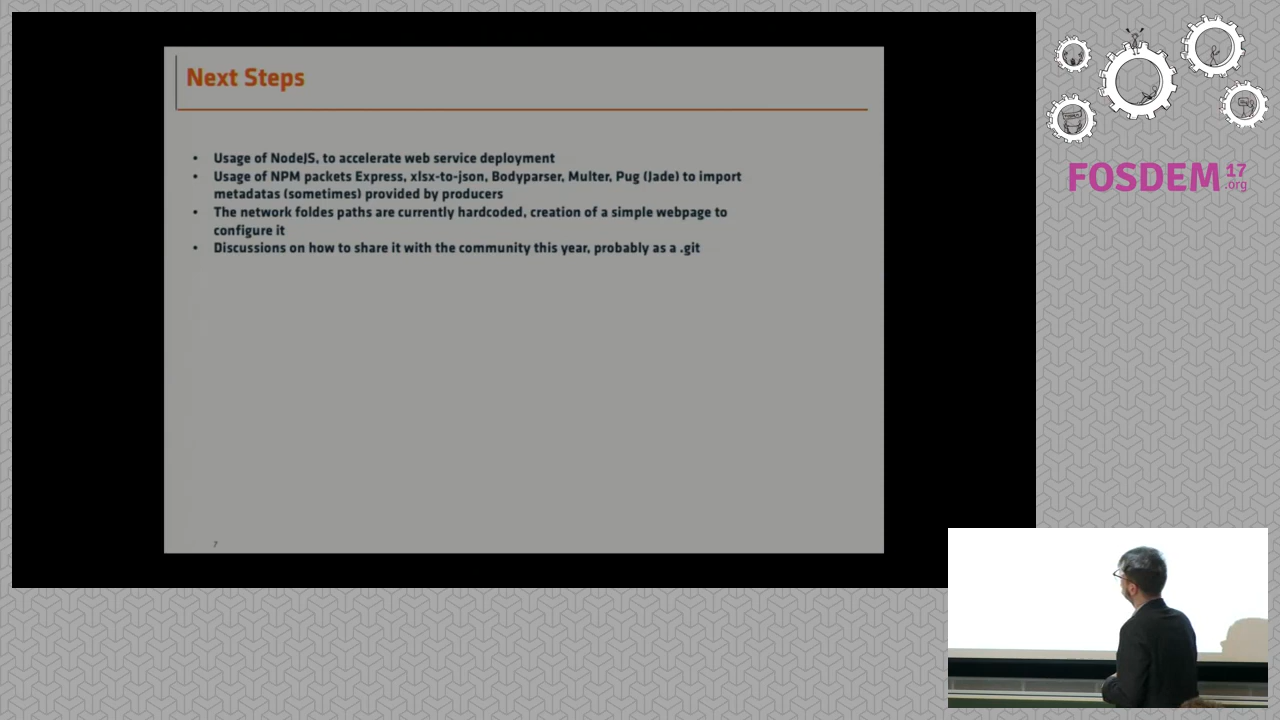 Next Steps
• Usage of NodeJS, to accelerate web service deployment
• Usage of NPM packets Express, xlsx-to-json, Bodyparser, Multer, Pug (Jade) to import
metadatas (sometimes) provided by producers
• The network foldes paths are currently hardcoded, creation of a simple webpage to
configure it
• Discussions on how to share it with the community this year, probably as a .git
7
FOSDEM 17
.org